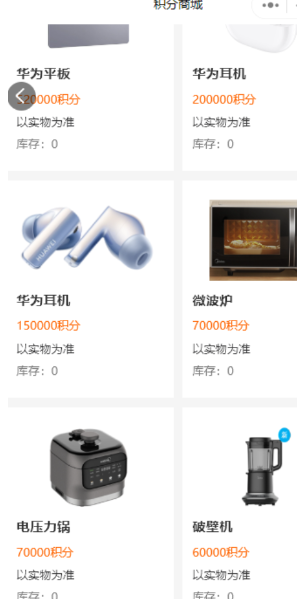 积分商城
华为平板
华为耳机
20000积分
200000积分
以实物为准
以实物为准
库存：0
库存：0
HUAWEI
华为耳机
微波炉
150000积分
70000积分
以实物为准
以实物为准
库存：0
库存：0
电压力锅
破壁机
70000积分
60000积分
以实物为准
以实物为准
库存：0
库存：0